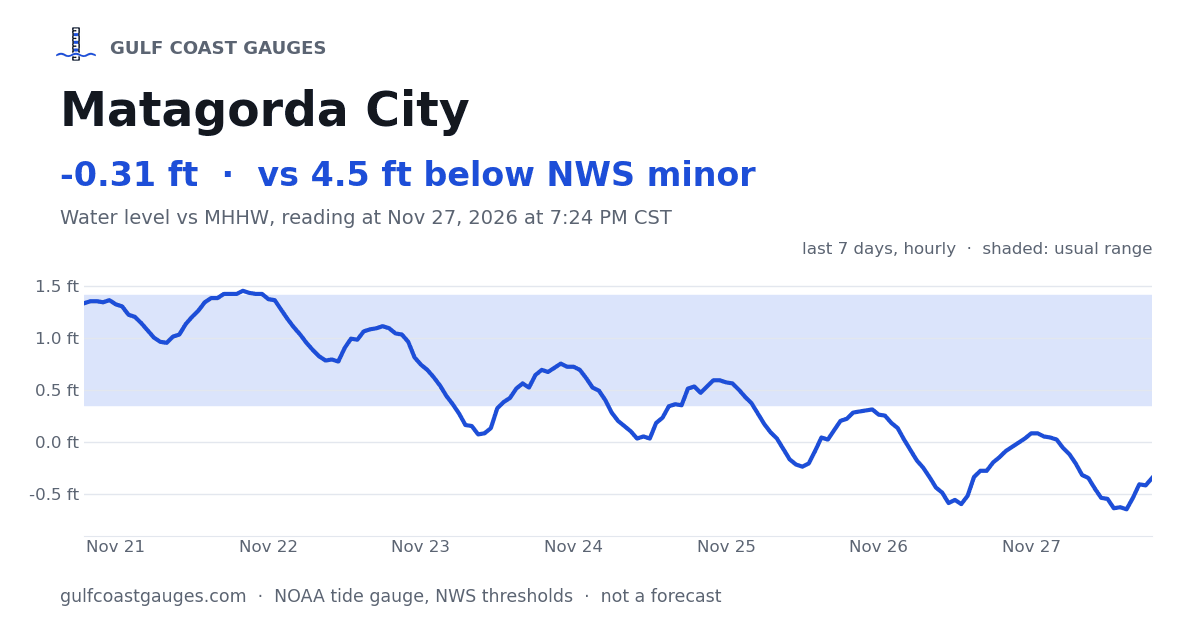 GULF COAST GAUGES
Matagorda City
-0.31 ft · vs 4.5 ft below NWS minor
Water level vs MHHW, reading at Nov 27, 2026 at 7:24 PM CST
last 7 days, hourly · shaded: usual range
1.5 ft
1.0 ft
0.5 ft
0.0 ft
-0.5 ft
Nov 21 Nov 22 Nov 23 Nov 24 Nov 25 Nov 26 Nov 27
gulfcoastgauges.com · NOAA tide gauge, NWS thresholds · not a forecast